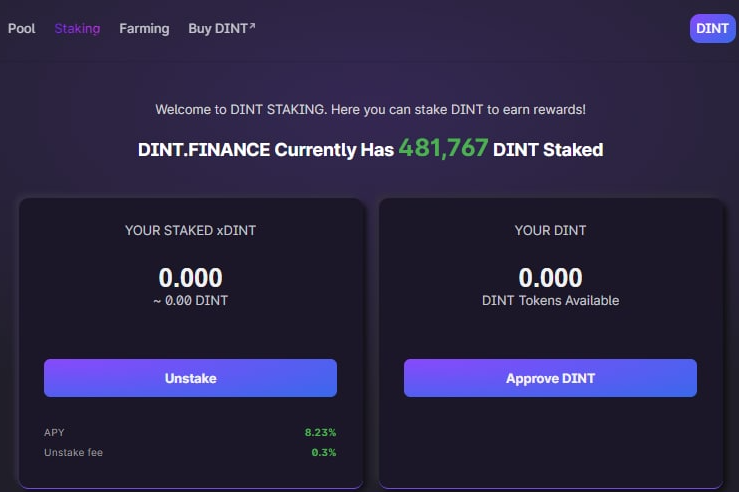 Pool Staking Farming Buy DINT↗ DINT
Welcome to DINT STAKING. Here you can stake DINT to earn rewards!
DINT.FINANCE Currently Has 481,767 DINT Staked
YOUR STAKED xDINT
0.000
~ 0.00 DINT
Unstake
APY 8.23%
Unstake fee 0.3%
YOUR DINT
0.000
DINT Tokens Available
Approve DINT